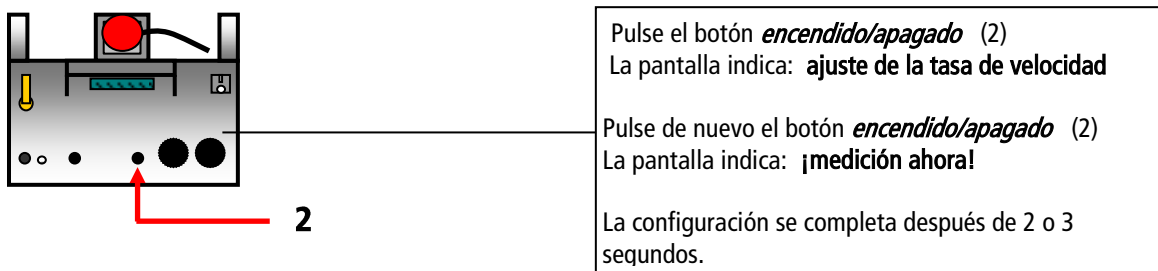 Pulse el botón encendido/apagado (2)
La pantalla indica: ajuste de la tasa de velocidad
Pulse de nuevo el botón encendido/apagado (2)
La pantalla indica: ¡medición ahora!
La configuración se completa después de 2 o 3
segundos.
2